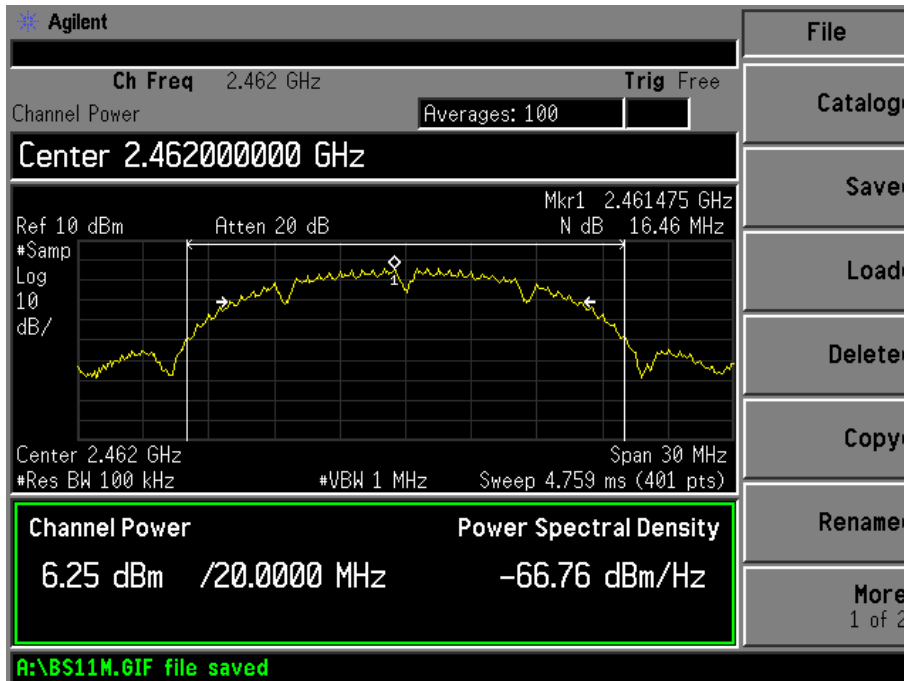 Agilent
Ch Freq 2.462 GHz Trig Free
Channel Power Averages: 100
Center 2.462000000 GHz
Mkr1 2.461475 GHz
Ref 10 dBm Atten 20 dB N dB 16.46 MHz
#Samp
Log
10
dB/
1
Center 2.462 GHz Span 30 MHz
#Res BW 100 kHz #VBW 1 MHz Sweep 4.759 ms (401 pts)
Channel Power Power Spectral Density
6.25 dBm /20.0000 MHz -66.76 dBm/Hz
A:\BS11M.GIF file saved
File
Catalog
Save
Load
Delete
Copy
Rename
More
1 of 2